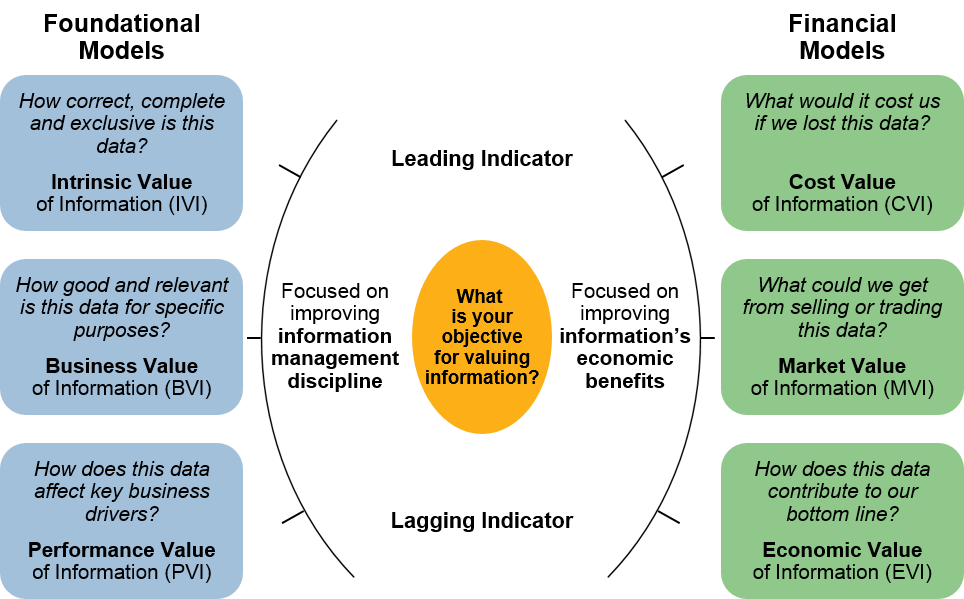 Foundational
Models
How correct, complete
and exclusive is this
data?
Intrinsic Value
of Information (IVI)
How good and relevant
is this data for specific
purposes?
Business Value
of Information (BVI)
How does this data
affect key business
drivers?
Performance Value
of Information (PVI)
Leading Indicator
Focused on
improving
information
management
discipline
What
is your
objective
for valuing
information?
Focused on
improving
information’s
economic
benefits
Lagging Indicator
Financial
Models
What would it cost us
if we lost this data?
Cost Value
of Information (CVI)
What could we get
from selling or trading
this data?
Market Value
of Information (MVI)
How does this data
contribute to our
bottom line?
Economic Value
of Information (EVI)